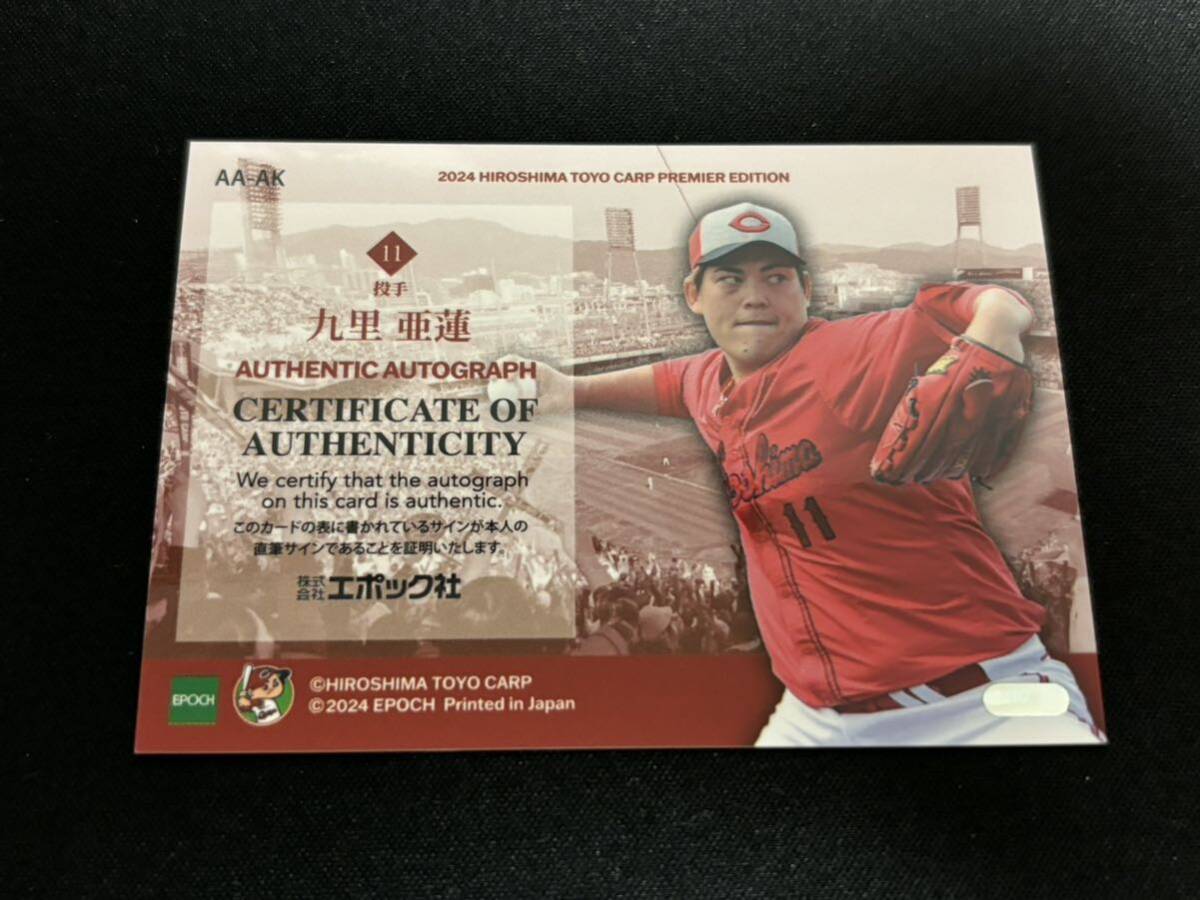 AA-AK
2024 HIROSHIMA TOYO CARP PREMIER EDITION
11
投手
九里 亜蓮
AUTHENTIC AUTOGRAPH
CERTIFICATE OF
AUTHENTICITY
We certify that the autograph
on this card is authentic.
このカードの表に書かれているサインが本人の
直筆サインであることを証明いたします。
株式会社エポック社
C
11
EPOCH
©HIROSHIMA TOYO CARP
©2024 EPOCH Printed in Japan